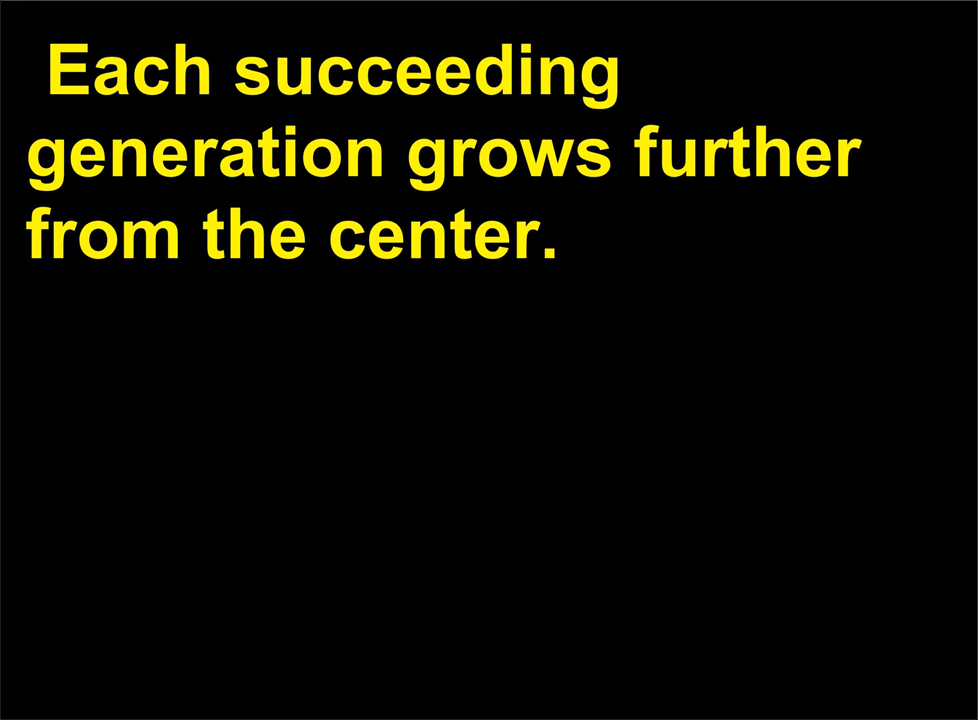 Each succeeding
generation grows further
from the center.